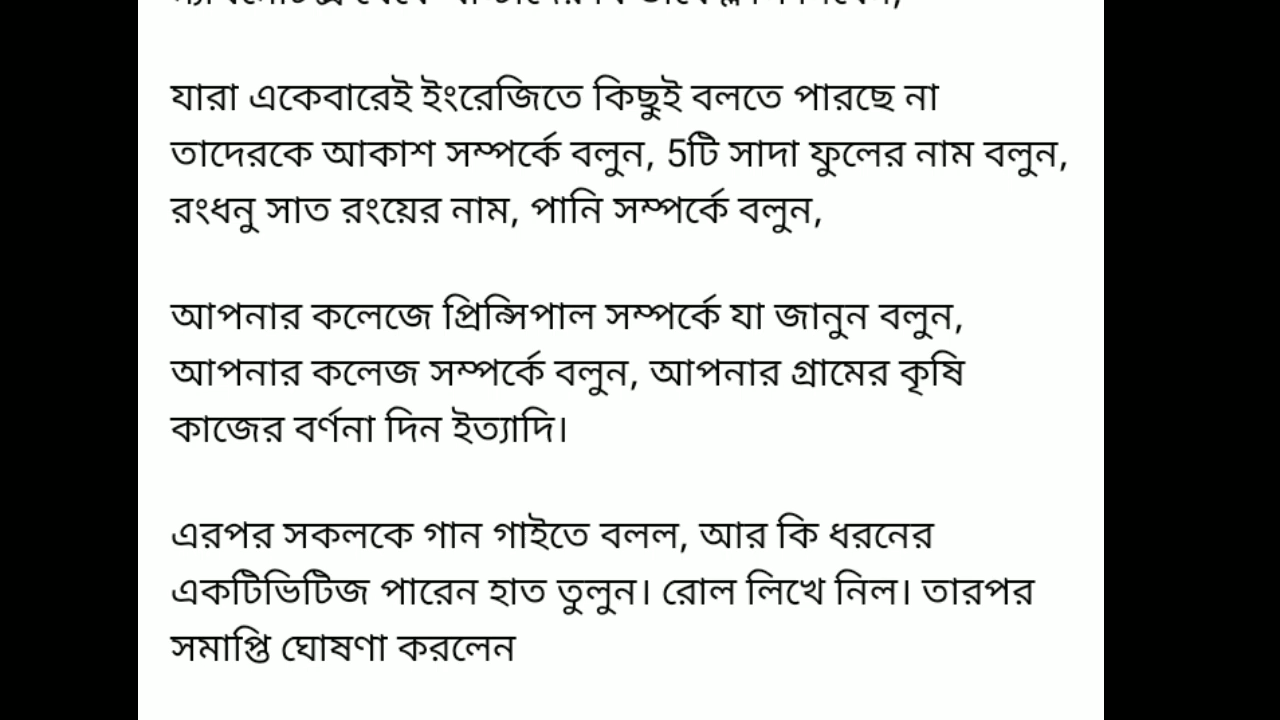 যারা একেবারেই ইংরেজিতে কিছুই বলতে পারছে না
তাদেরকে আকাশ সম্পর্কে বলুন, 5টি সাদা ফুলের নাম বলুন,
রংধনু সাত রংয়ের নাম, পানি সম্পর্কে বলুন,
আপনার কলেজে প্রিন্সিপাল সম্পর্কে যা জানুন বলুন,
আপনার কলেজ সম্পর্কে বলুন, আপনার গ্রামের কৃষি
কাজের বর্ণনা দিন ইত্যাদি।
এরপর সকলকে গান গাইতে বলল, আর কি ধরনের
একটিভিটিজ পারেন হাত তুলুন। রোল লিখে নিল। তারপর
সমাপ্তি ঘোষণা করলেন